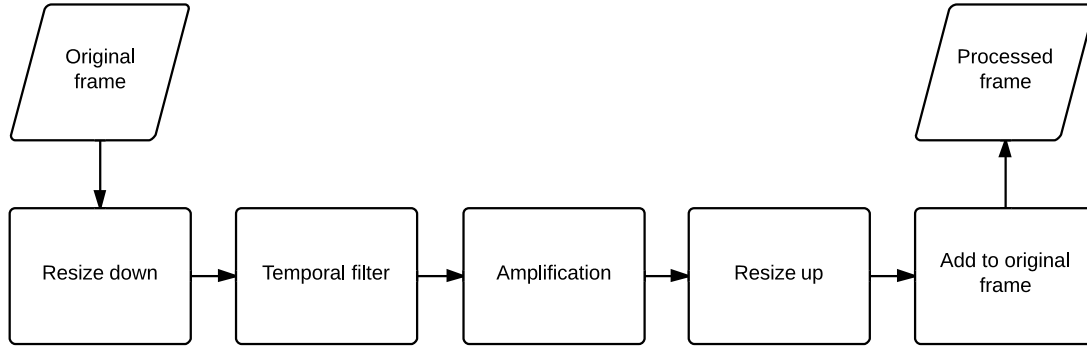 Original
frame
Processed
frame
Resize down
Temporal filter
Amplification
Resize up
Add to original
frame